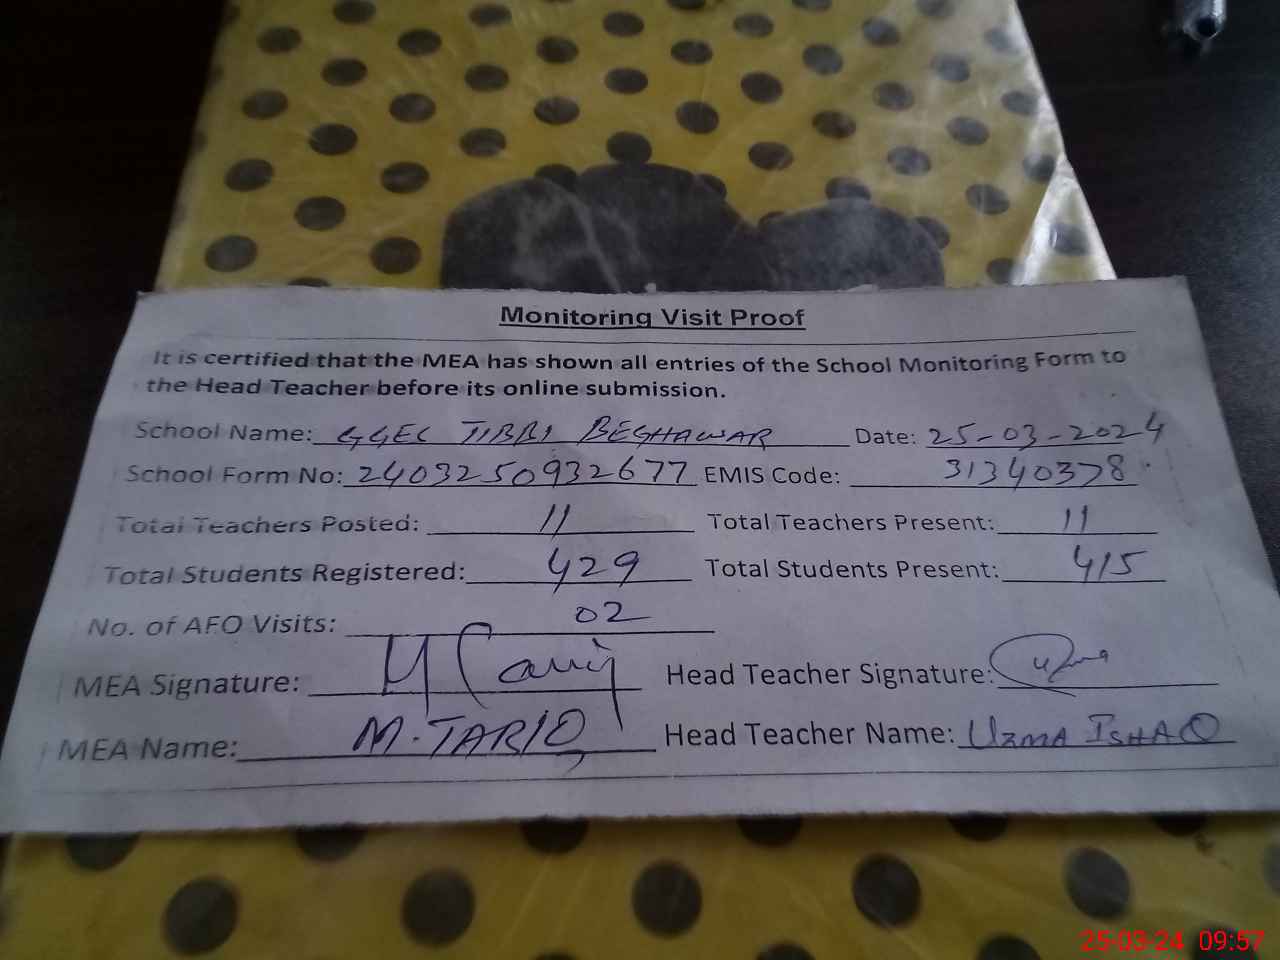 Monitoring Visit Proof
It is certified that the MEA has shown all entries of the School Monitoring Form to
the Head Teacher before its online submission.
School Name: GGEC TIBBI BEGHAWAR Date: 25-03-2024
School Form No: 2403250932677 EMIS Code: 31340378
Total Teachers Posted: 11 Total Teachers Present: 11
Total Students Registered: 429 Total Students Present: 415
No. of AFO Visits: 02
MEA Signature: Head Teacher Signature: Uzma
MEA Name: M. TARIQ Head Teacher Name: UZMA ISHAQ
25-03-24 09:57